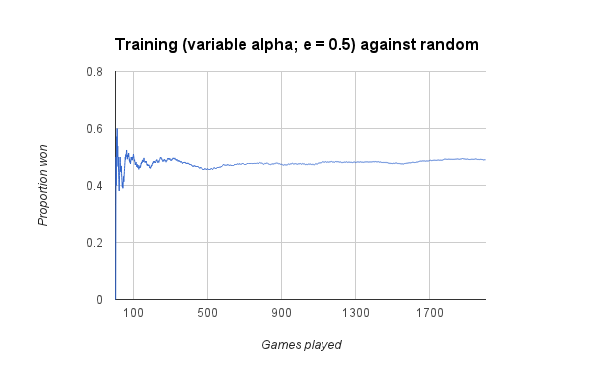 Training (variable alpha; e = 0.5) against random
0.8
0.6
0.4
0.2
0
Proportion won
100 500 900 1300 1700
Games played